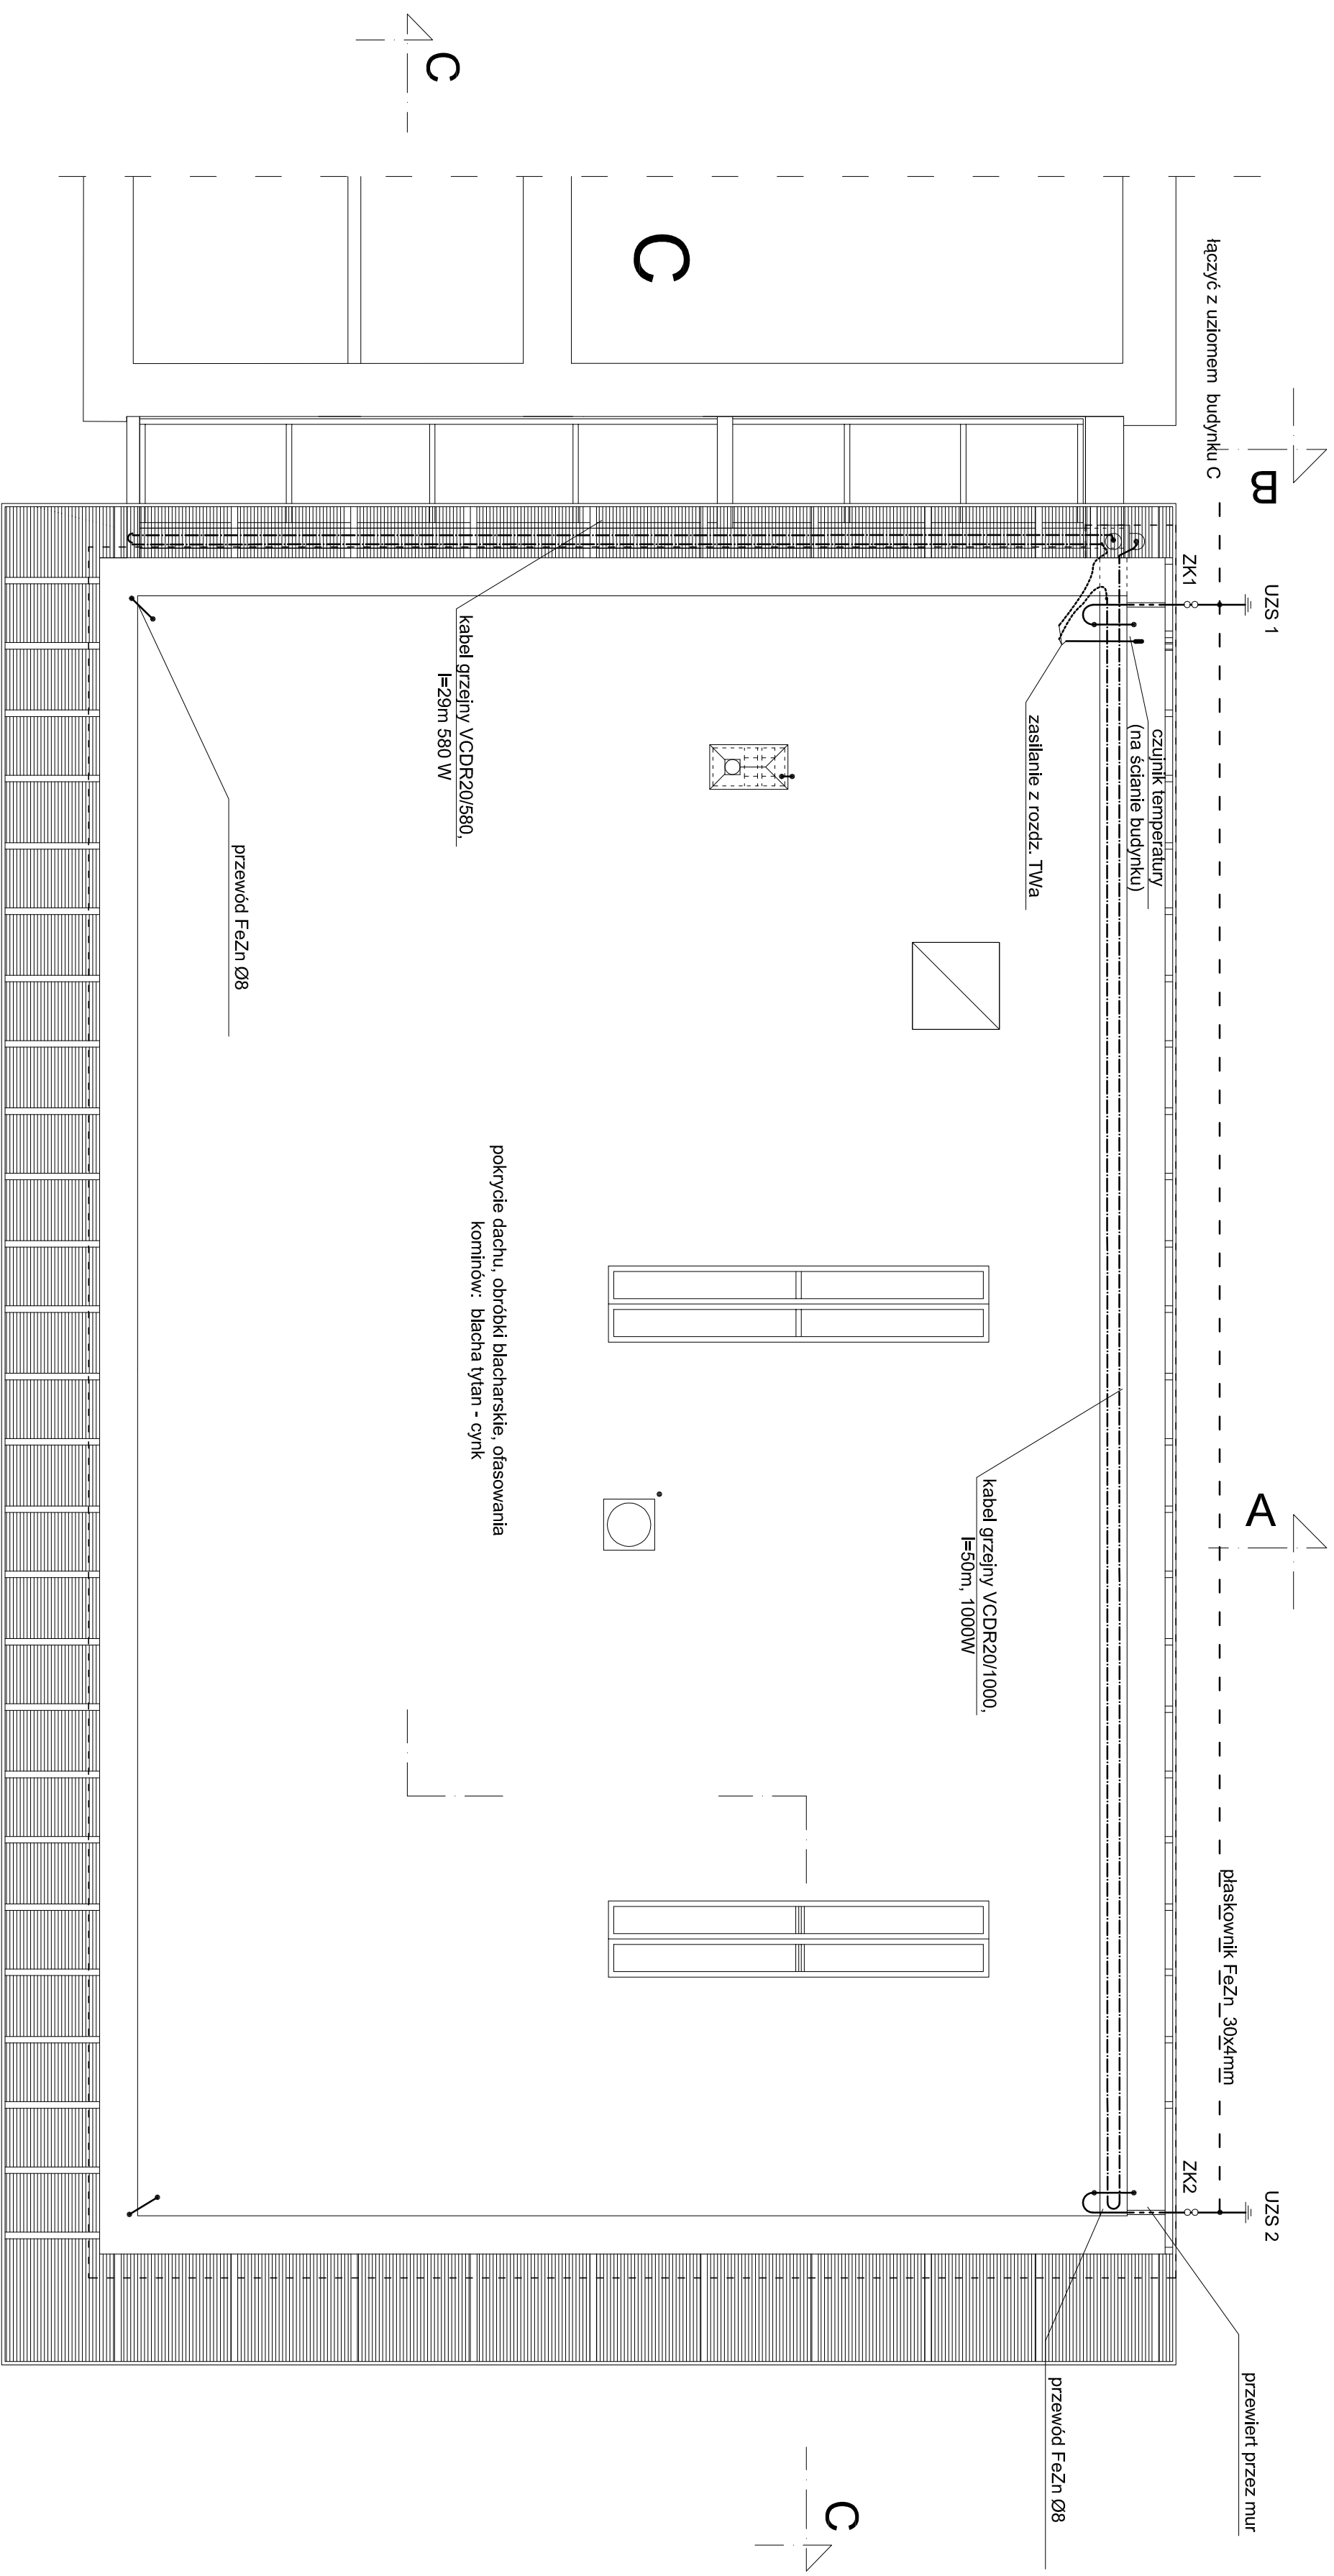 C
C
łączyć z uziomem budynku C
B
UZS 1
ZK1
czujnik temperatury
(na ścianie budynku)
zasilanie z rozdz. TWa
kabel grzejny VCDR20/580,
l=29m 580 W
przewód FeZn Ø8
pokrycie dachu, obróbki blacharskie, ofasowania
kominów: blacha tytan - cynk
A
kabel grzejny VCDR20/1000,
l=50m, 1000W
płaskownik FeZn 30x4mm
UZS 2
ZK2
przewiert przez mur
przewód FeZn Ø8
C